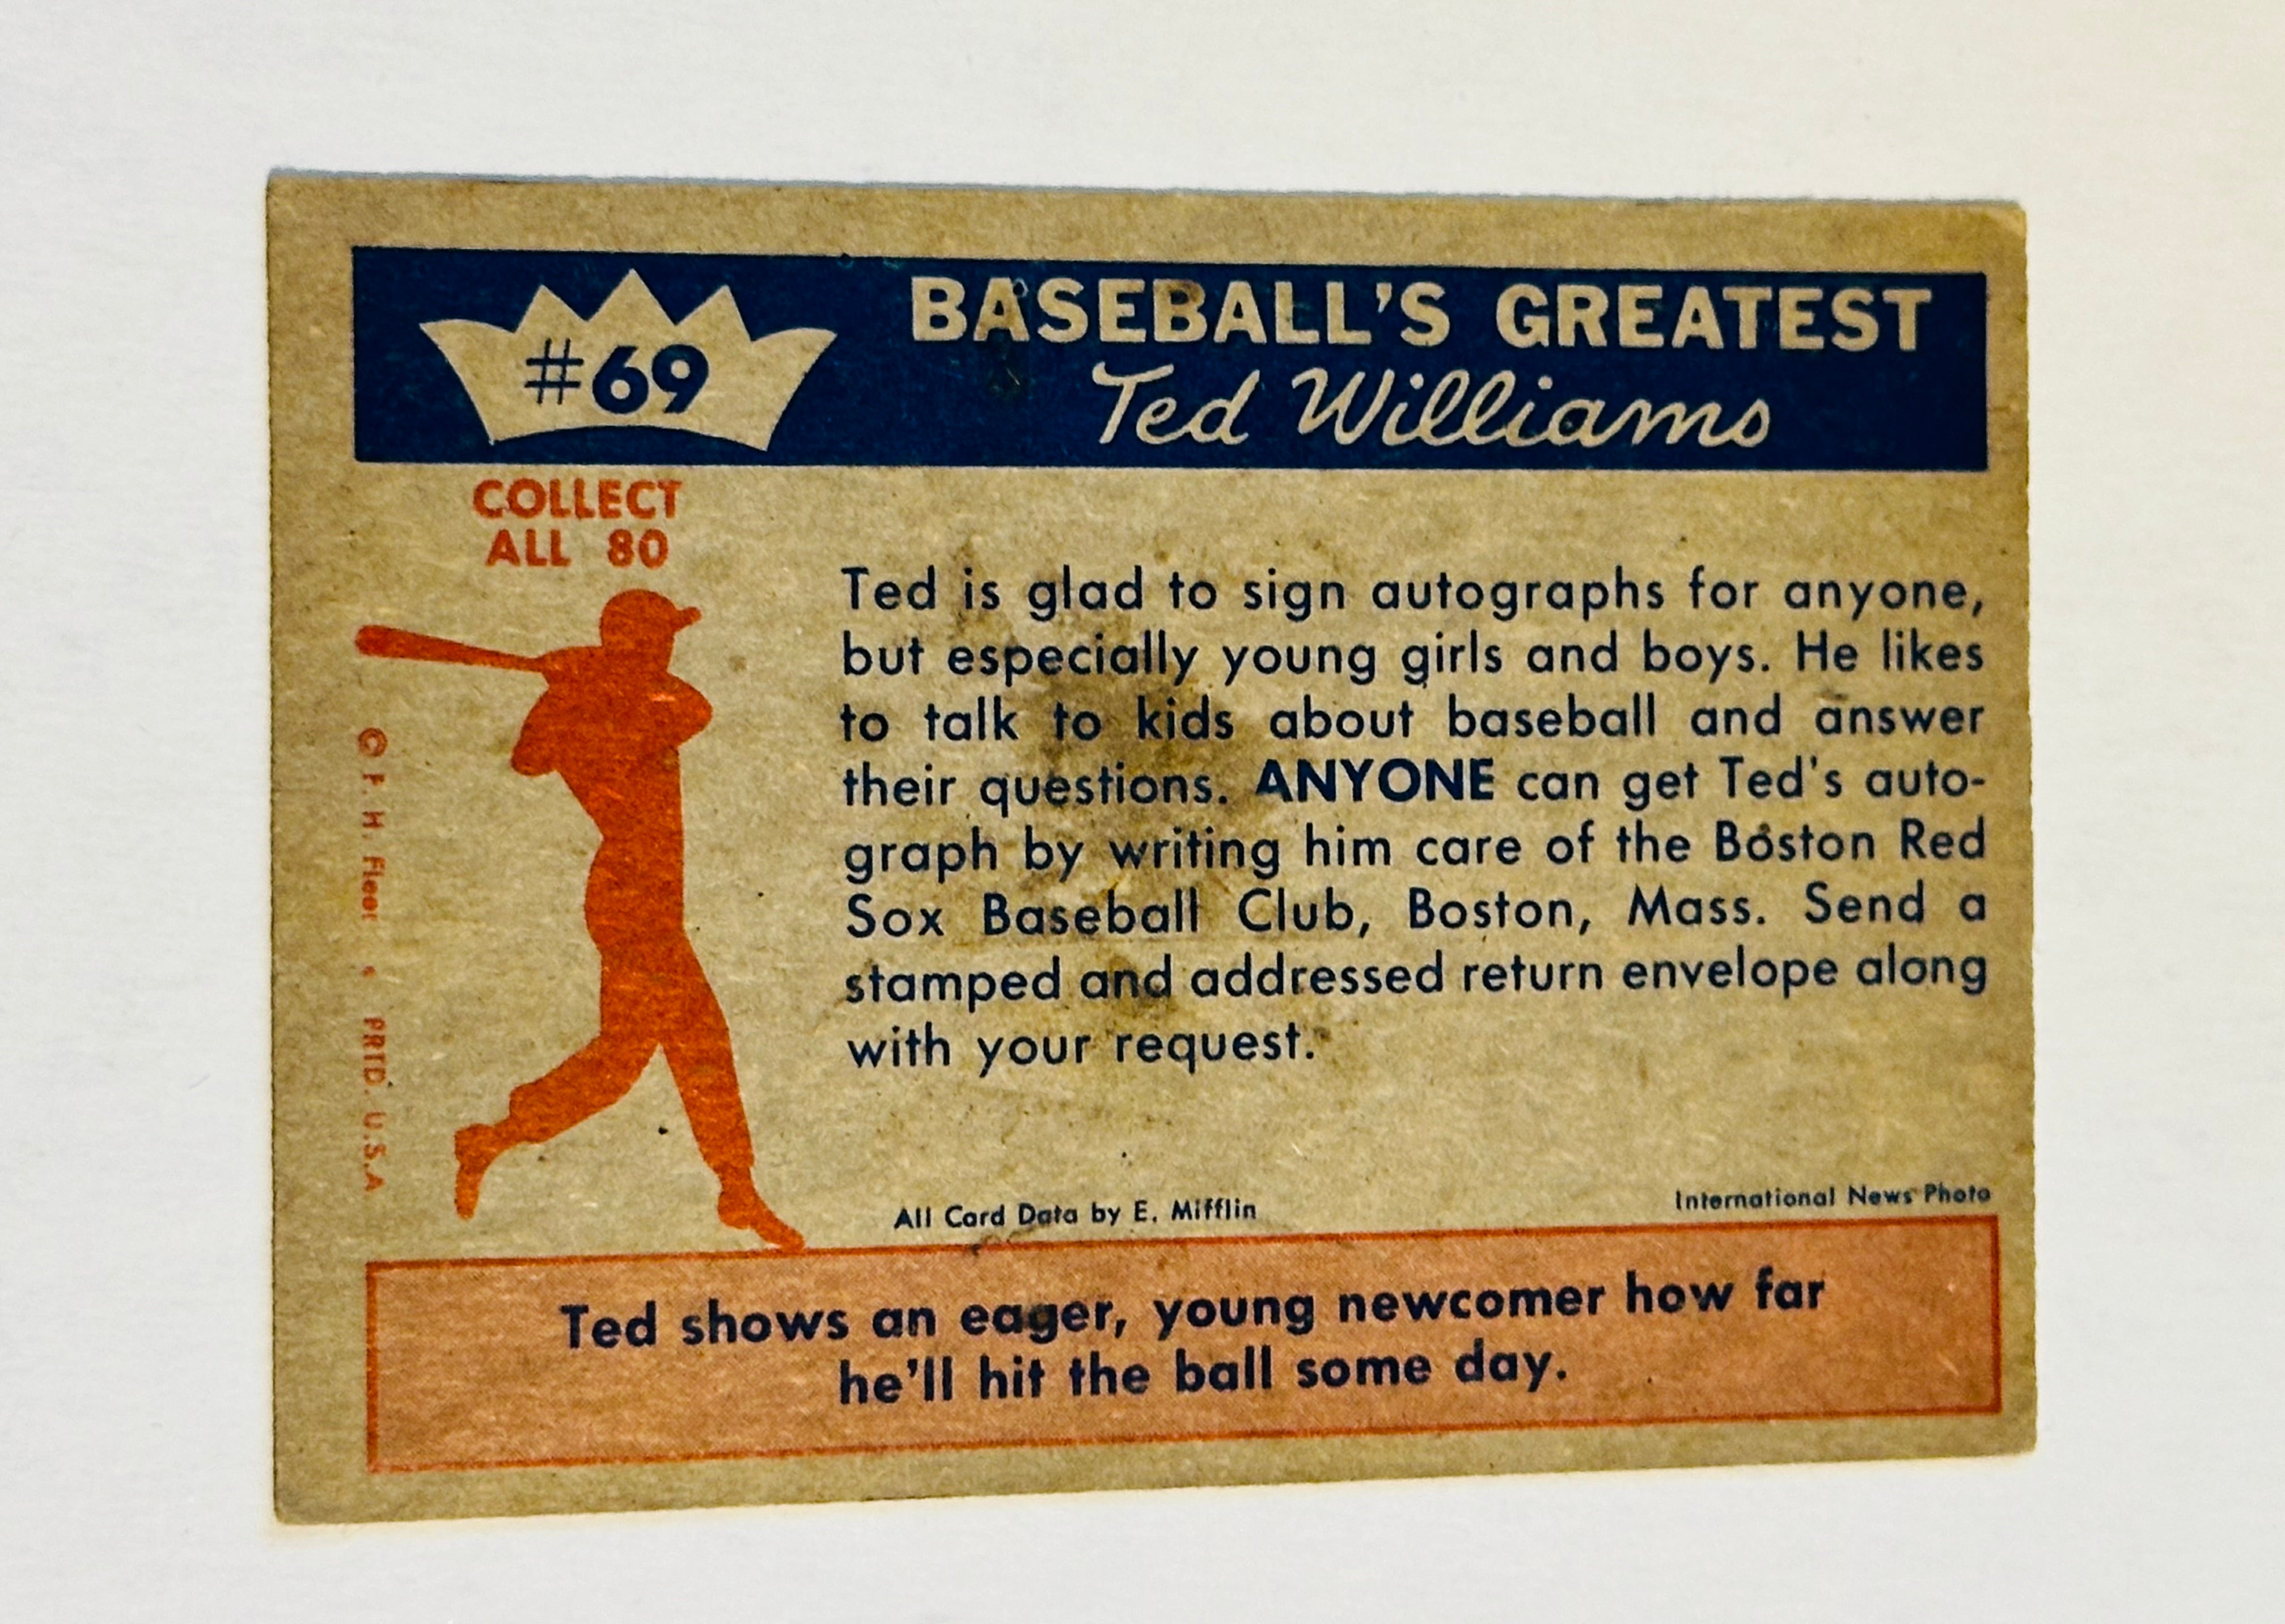 #69
BASEBALL'S GREATEST
Ted Williams
COLLECT
ALL 80
Ted is glad to sign autographs for anyone,
but especially young girls and boys. He likes
to talk to kids about baseball and answer
their questions. ANYONE can get Ted's auto-
graph by writing him care of the Boston Red
Sox Baseball Club, Boston, Mass. Send a
stamped and addressed return envelope along
with your request.
© F. H. Fleer PRTD. U.S.A
All Card Data by E. Mifflin
International News Photo
Ted shows an eager, young newcomer how far
he'll hit the ball some day.